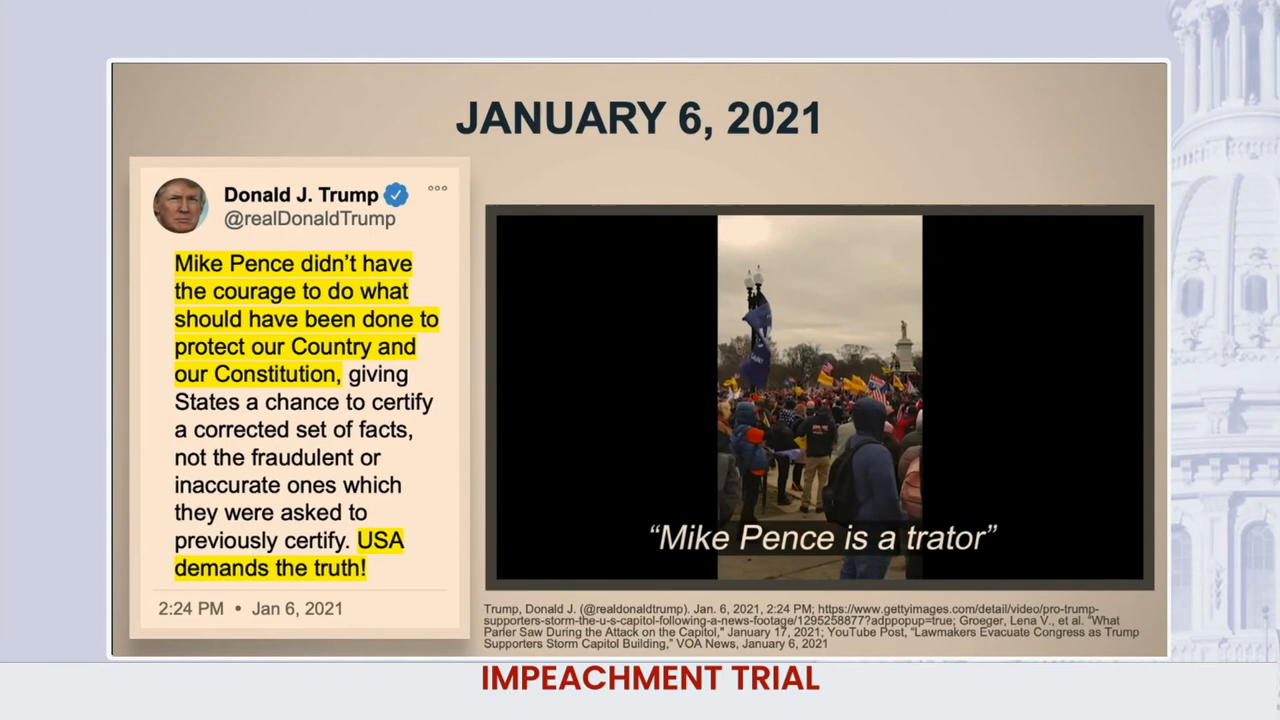 JANUARY 6, 2021
Donald J. Trump
@realDonaldTrump
Mike Pence didn't have
the courage to do what
should have been done to
protect our Country and
our Constitution, giving
States a chance to certify
a corrected set of facts,
not the fraudulent or
inaccurate ones which
they were asked to
previously certify. USA
demands the truth!
2:24 PM • Jan 6, 2021
“Mike Pence is a trator”
Trump, Donald J. (@realdonaldtrump). Jan. 6, 2021, 2:24 PM; https://www.gettyimages.com/detail/video/pro-trump-
supporters-storm-the-u-s-capitol-following-a-news-footage/1295258877?adppopup=true; Groeger, Lena V., et al. "What
Parler Saw During the Attack on the Capitol," January 17, 2021; YouTube Post, “Lawmakers Evacuate Congress as Trump
Supporters Storm Capitol Building,” VOA News, January 6, 2021
IMPEACHMENT TRIAL